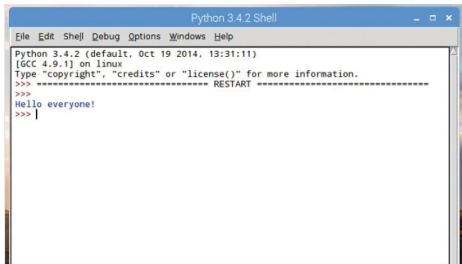 Python 3.4.2 Shell
File Edit Shell Debug Options Windows Help
Python 3.4.2 (default, Oct 19 2014, 13:31:11)
[GCC 4.9.1] on linux
Type "copyright", "credits" or "license()" for more information.
>>> ================================ RESTART ================================
>>>
Hello everyone!
>>>